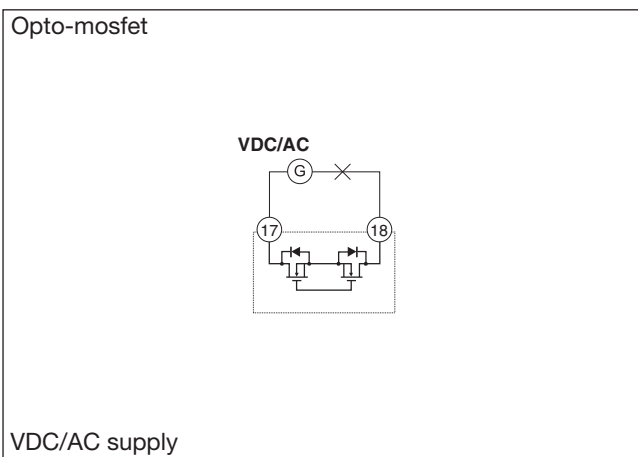 Opto-mosfet
VDC/AC
G
17 18
VDC/AC supply